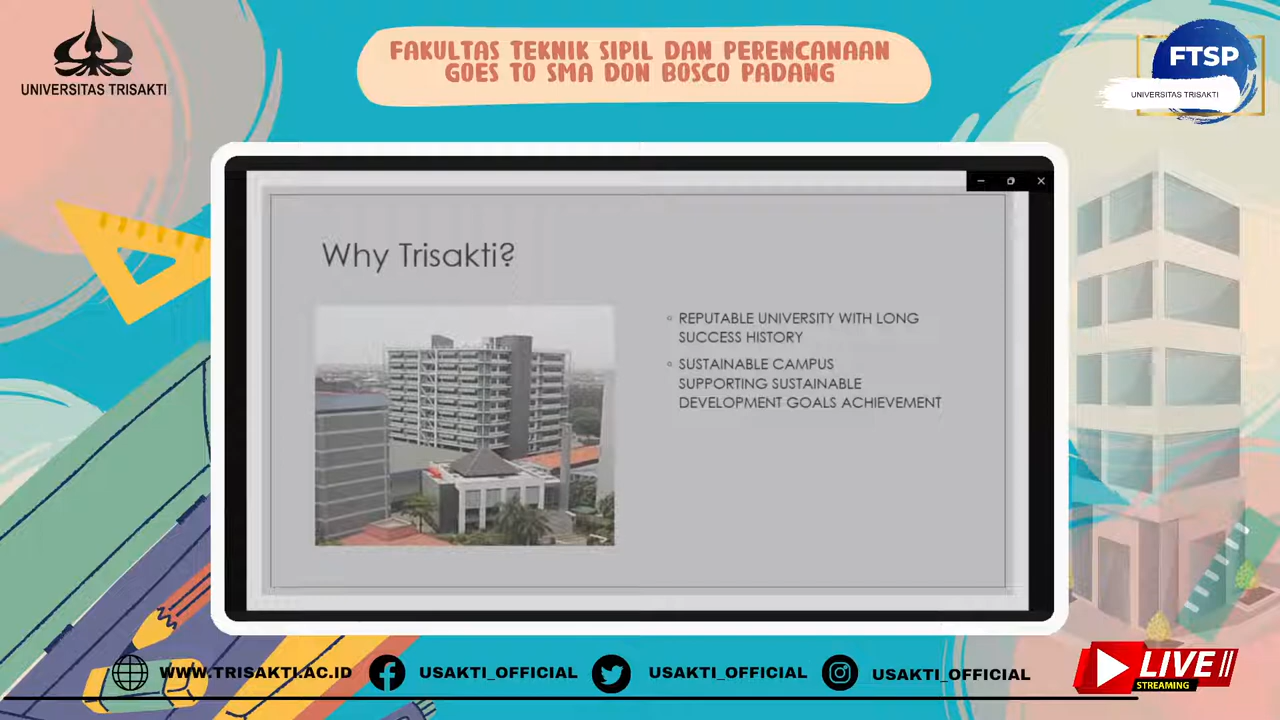 UNIVERSITAS TRISAKTI
FAKULTAS TEKNIK SIPIL DAN PERENCANAAN
GOES TO SMA DON BOSCO PADANG
FTSP
UNIVERSITAS TRISAKTI
Why Trisakti?
REPUTABLE UNIVERSITY WITH LONG
SUCCESS HISTORY
SUSTAINABLE CAMPUS
SUPPORTING SUSTAINABLE
DEVELOPMENT GOALS ACHIEVEMENT
WWW.TRISAKTI.AC.ID
USAKTI_OFFICIAL
USAKTI_OFFICIAL
USAKTI_OFFICIAL
LIVE
STREAMING